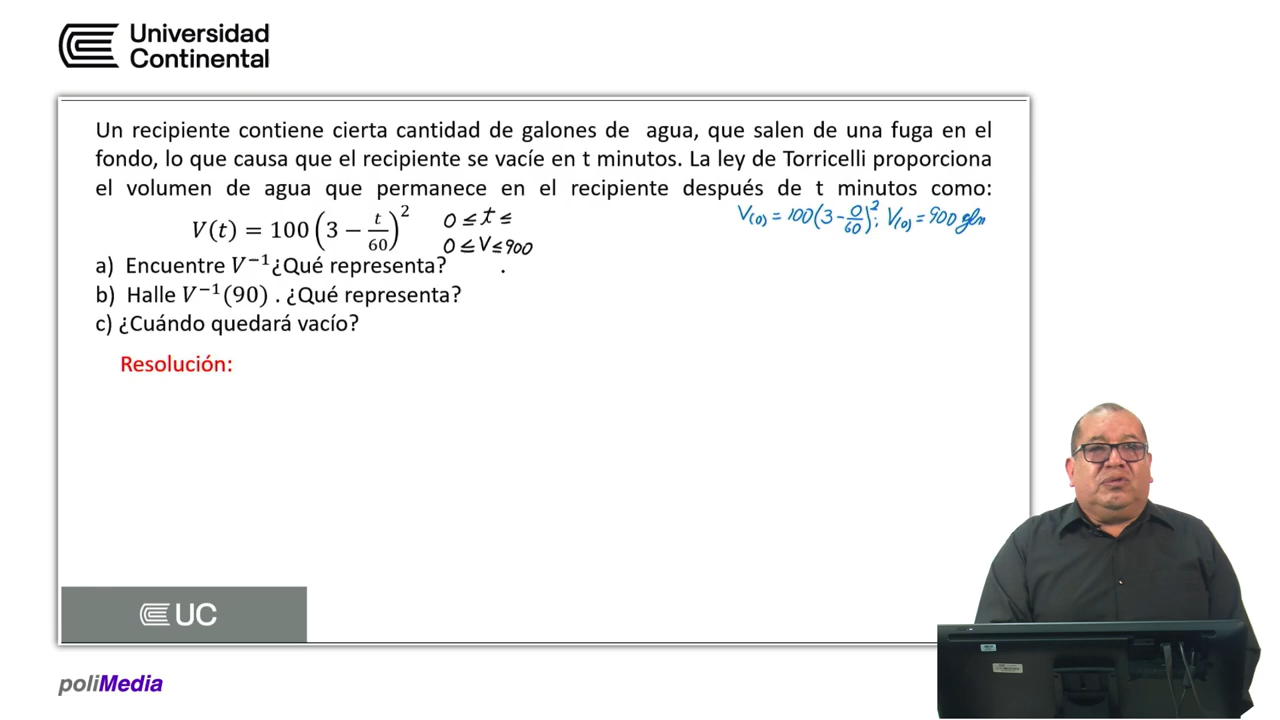 Universidad
Continental
Un recipiente contiene cierta cantidad de galones de agua, que salen de una fuga en el
fondo, lo que causa que el recipiente se vacíe en t minutos. La ley de Torricelli proporciona
el volumen de agua que permanece en el recipiente después de t minutos como:
V(t) = 100 (3 − t/60)² 0 ≤ t ≤ V(0) = 100(3 − 0/60)²; V(0) = 900 gln
0 ≤ V ≤ 900
a) Encuentre V⁻¹ ¿Qué representa?
b) Halle V⁻¹(90) . ¿Qué representa?
c) ¿Cuándo quedará vacío?
Resolución:
UC
poliMedia